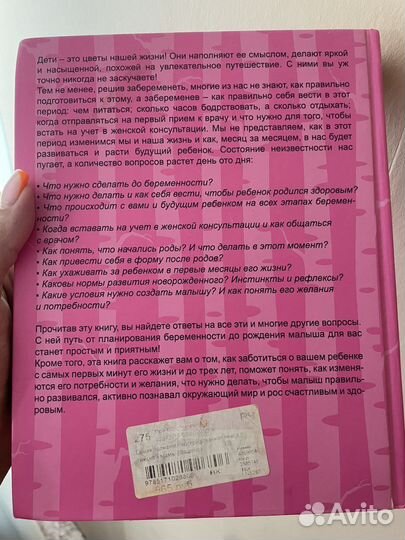 Дети – это цветы нашей жизни! Они наполняют ее смыслом, делают яркой
и насыщенной, похожей на увлекательное путешествие. С ними вы уж
точно никогда не заскучаете!
Тем не менее, решив забеременеть, многие из нас не знают, как правильно
подготовиться к этому, а забеременев – как правильно себя вести в этот
период: чем питаться; сколько часов бодрствовать, а сколько отдыхать;
когда отправляться на первый прием к врачу и что нужно для того, чтобы
встать на учет в женской консультации. Мы не представляем, как в этот
период изменимся мы и наша жизнь и как, месяц за месяцем, в нас будет
развиваться и расти будущий ребенок. Состояние неизвестности нас
пугает, а количество вопросов растет день ото дня:
• Что нужно сделать до беременности?
• Что нужно делать и как себя вести, чтобы ребенок родился здоровым?
• Что происходит с вами и будущим ребенком на всех этапах беремен-
ности?
• Когда вставать на учет в женской консультации и как общаться
с врачом?
• Как понять, что начались роды? И что делать в этот момент?
• Как привести себя в форму после родов?
• Как ухаживать за ребенком в первые месяцы его жизни?
• Каковы нормы развития новорожденного? Инстинкты и рефлексы?
• Какие условия нужно создать малышу? И как понять его желания
и потребности?
Прочитав эту книгу, вы найдете ответы на все эти и многие другие вопросы.
С ней путь от планирования беременности до рождения малыша для вас
станет простым и приятным!
Кроме того, эта книга расскажет вам о том, как заботиться о вашем ребенке
с самых первых минут его жизни и до трех лет, поможет понять, как изменя-
ются его потребности и желания, что нужно делать, чтобы малыш правиль-
но развивался, активно познавал окружающий мир и рос счастливым и здо-
ровым.
276
Avito